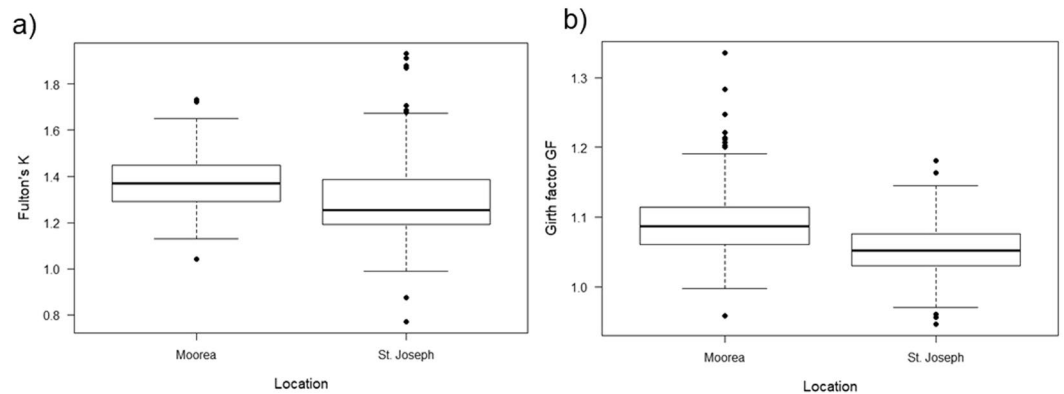 a)
Fulton's K
1.8
1.6
1.4
1.2
1.0
0.8
Moorea
St. Joseph
Location
b)
Girth factor GF
1.3
1.2
1.1
1.0
Moorea
St. Joseph
Location